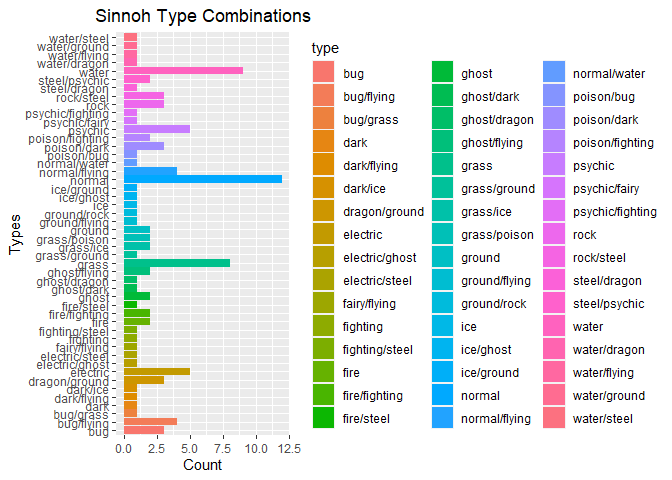 Sinnoh Type Combinations
Types
water/steel
water/ground
water/flying
water/dragon
water
steel/psychic
steel/dragon
rock/steel
rock
psychic/fighting
psychic/fairy
psychic
poison/fighting
poison/dark
poison/bug
normal/water
normal/flying
normal
ice/ground
ice/ghost
ice
ground/rock
ground/flying
ground
grass/poison
grass/ice
grass/ground
grass
ghost/flying
ghost/dragon
ghost/dark
ghost
fire/steel
fire/fighting
fire
fighting/steel
fighting
fairy/flying
electric/steel
electric/ghost
electric
dragon/ground
dark/ice
dark/flying
dark
bug/grass
bug/flying
bug
0.0 2.5 5.0 7.5 10.0 12.5
Count
type
bug
bug/flying
bug/grass
dark
dark/flying
dark/ice
dragon/ground
electric
electric/ghost
electric/steel
fairy/flying
fighting
fighting/steel
fire
fire/fighting
fire/steel
ghost
ghost/dark
ghost/dragon
ghost/flying
grass
grass/ground
grass/ice
grass/poison
ground
ground/flying
ground/rock
ice
ice/ghost
ice/ground
normal
normal/flying
normal/water
poison/bug
poison/dark
poison/fighting
psychic
psychic/fairy
psychic/fighting
rock
rock/steel
steel/dragon
steel/psychic
water
water/dragon
water/flying
water/ground
water/steel